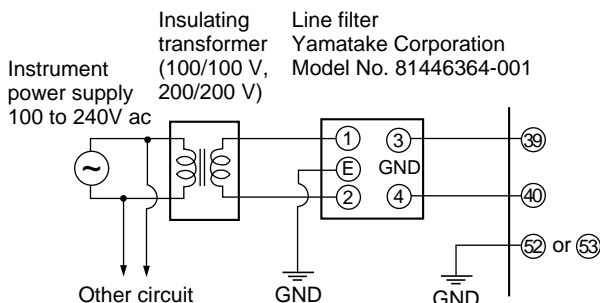 Insulating
transformer
(100/100 V,
200/200 V)
Line filter
Yamatake Corporation
Model No. 81446364-001
Instrument
power supply
100 to 240V ac
~
1
3
39
E
GND
2
4
40
52 or 53
Other circuit
GND
GND